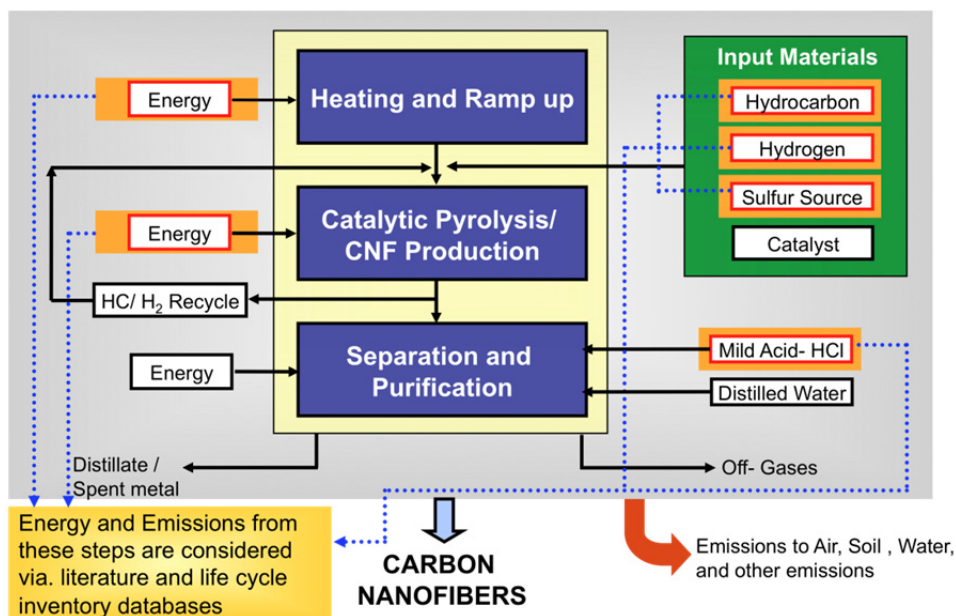 Input Materials
Energy
Heating and Ramp up
Hydrocarbon
Hydrogen
Sulfur Source
Catalyst
Energy
Catalytic Pyrolysis/
CNF Production
HC/ H₂ Recycle
Energy
Separation and
Purification
Mild Acid- HCl
Distilled Water
Distillate /
Spent metal
Off- Gases
Energy and Emissions from
these steps are considered
via. literature and life cycle
inventory databases
CARBON
NANOFIBERS
Emissions to Air, Soil , Water,
and other emissions